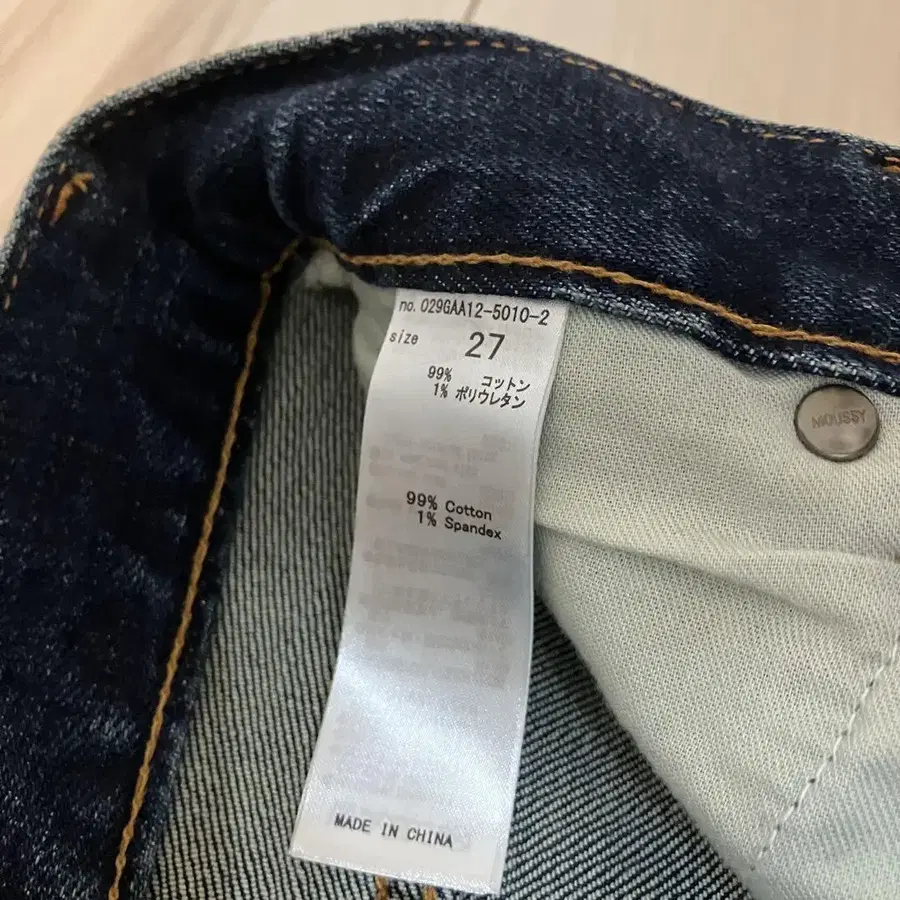 no. 029GAA12-5010-2
size 27
99% コットン
1% ポリウレタン
MOUSSY
99% Cotton
1% Spandex
MADE IN CHINA